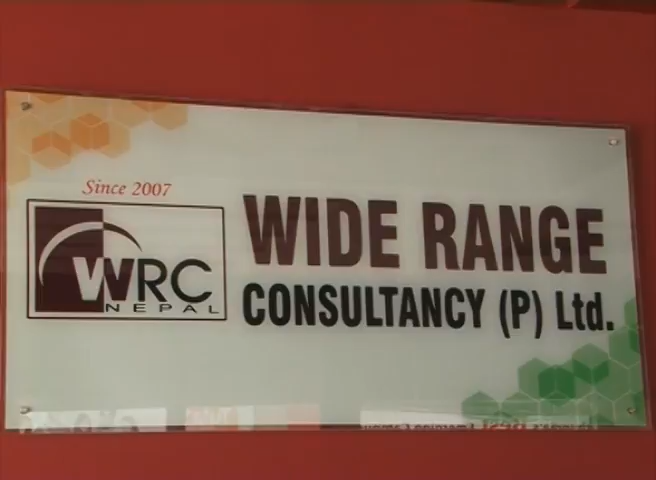 Since 2007
WRC
NEPAL
WIDE RANGE
CONSULTANCY (P) Ltd.